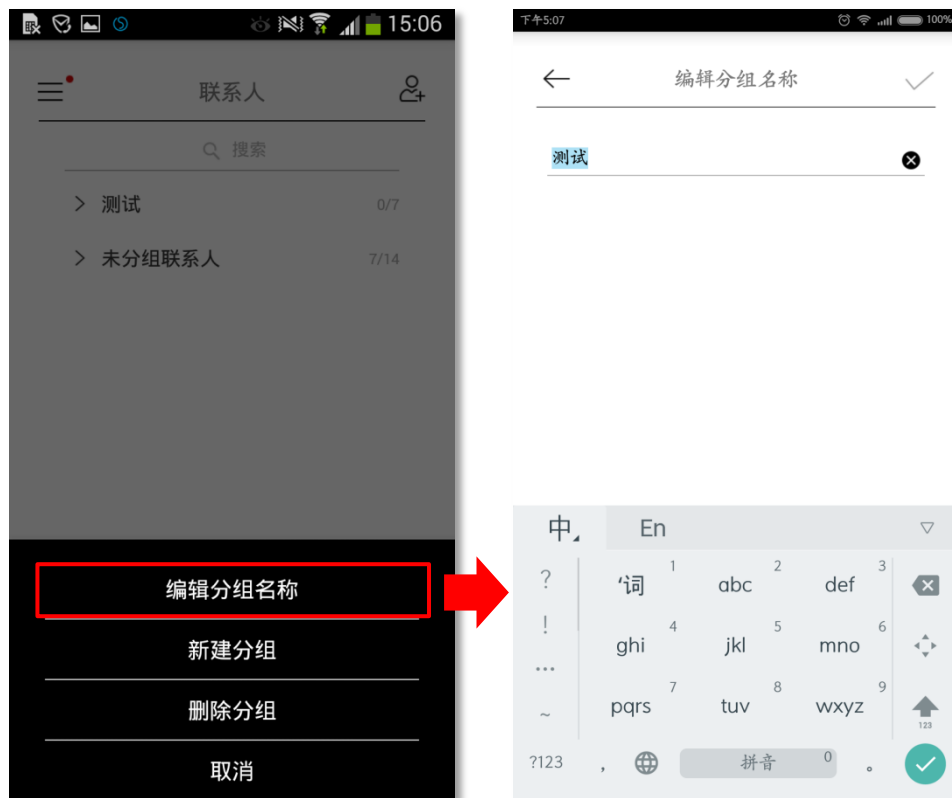 15:06
联系人
搜索
测试 0/7
未分组联系人 7/14
编辑分组名称
新建分组
删除分组
取消
下午5:07 100%
编辑分组名称
测试
中 En
? '词 1 abc 2 def 3
! ghi 4 jkl 5 mno 6
...
~ pqrs 7 tuv 8 wxyz 9
123
?123 , 拼音 0 。